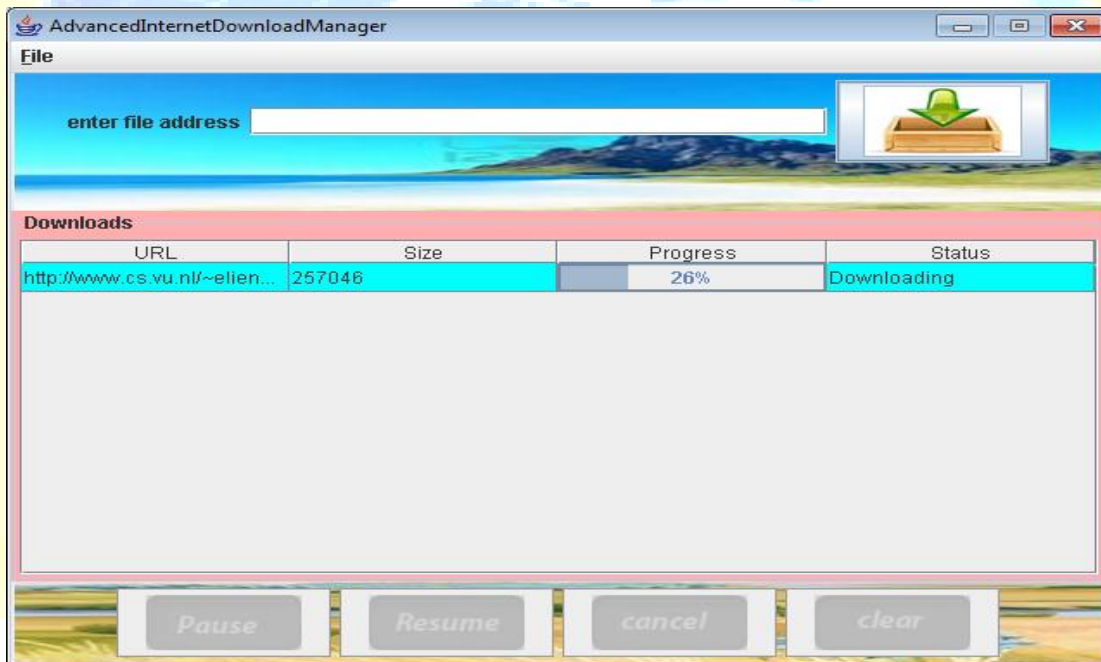 AdvancedInternetDownloadManager
File
enter file address
Downloads
URL Size Progress Status
http://www.cs.vu.nl/~elien... 257046 26% Downloading
Pause Resume cancel clear